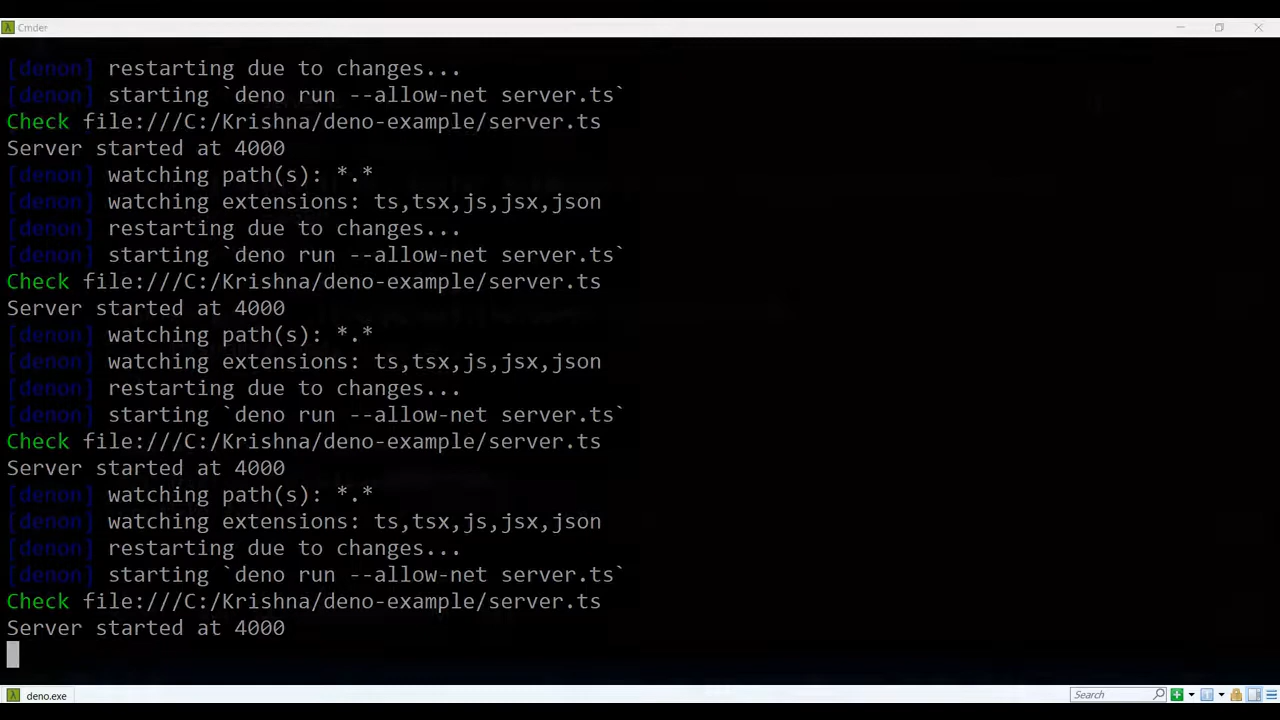 Cmder
[denon] restarting due to changes...
[denon] starting `deno run --allow-net server.ts`
Check file:///C:/Krishna/deno-example/server.ts
Server started at 4000
[denon] watching path(s): *.*
[denon] watching extensions: ts,tsx,js,jsx,json
[denon] restarting due to changes...
[denon] starting `deno run --allow-net server.ts`
Check file:///C:/Krishna/deno-example/server.ts
Server started at 4000
[denon] watching path(s): *.*
[denon] watching extensions: ts,tsx,js,jsx,json
[denon] restarting due to changes...
[denon] starting `deno run --allow-net server.ts`
Check file:///C:/Krishna/deno-example/server.ts
Server started at 4000
[denon] watching path(s): *.*
[denon] watching extensions: ts,tsx,js,jsx,json
[denon] restarting due to changes...
[denon] starting `deno run --allow-net server.ts`
Check file:///C:/Krishna/deno-example/server.ts
Server started at 4000
deno.exe
Search